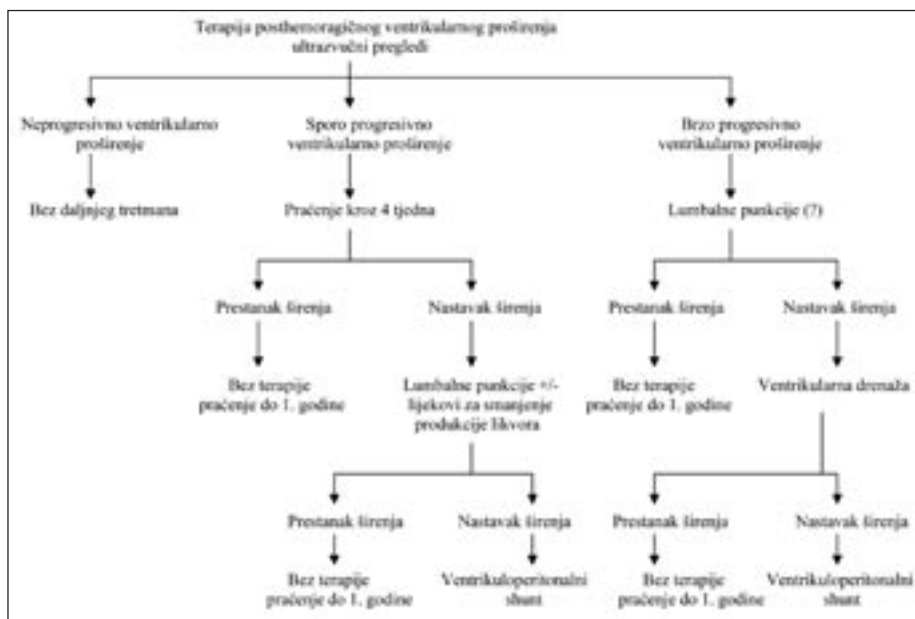 Terapija posthemoragičnog ventrikularnog proširenja
ultrazvučni pregledi
Neprogresivno ventrikularno
proširenje
Sporo progresivno
ventrikularno proširenje
Brzo progresivno
ventrikularno proširenje
Bez daljnjeg tretmana
Praćenje kroz 4 tjedna
Lumbalne punkcije (?)
Prestanak širenja
Nastavak širenja
Prestanak širenja
Nastavak širenja
Bez terapije
praćenje do 1. godine
Lumbalne punkcije +/-
lijekovi za smanjenje
produkcije likvora
Bez terapije
praćenje do 1. godine
Ventrikularna drenaža
Prestanak širenja
Nastavak širenja
Prestanak širenja
Nastavak širenja
Bez terapije
praćenje do 1. godine
Ventrikuloperitonalni
shunt
Bez terapije
praćenje do 1. godine
Ventrikuloperitonalni
shunt